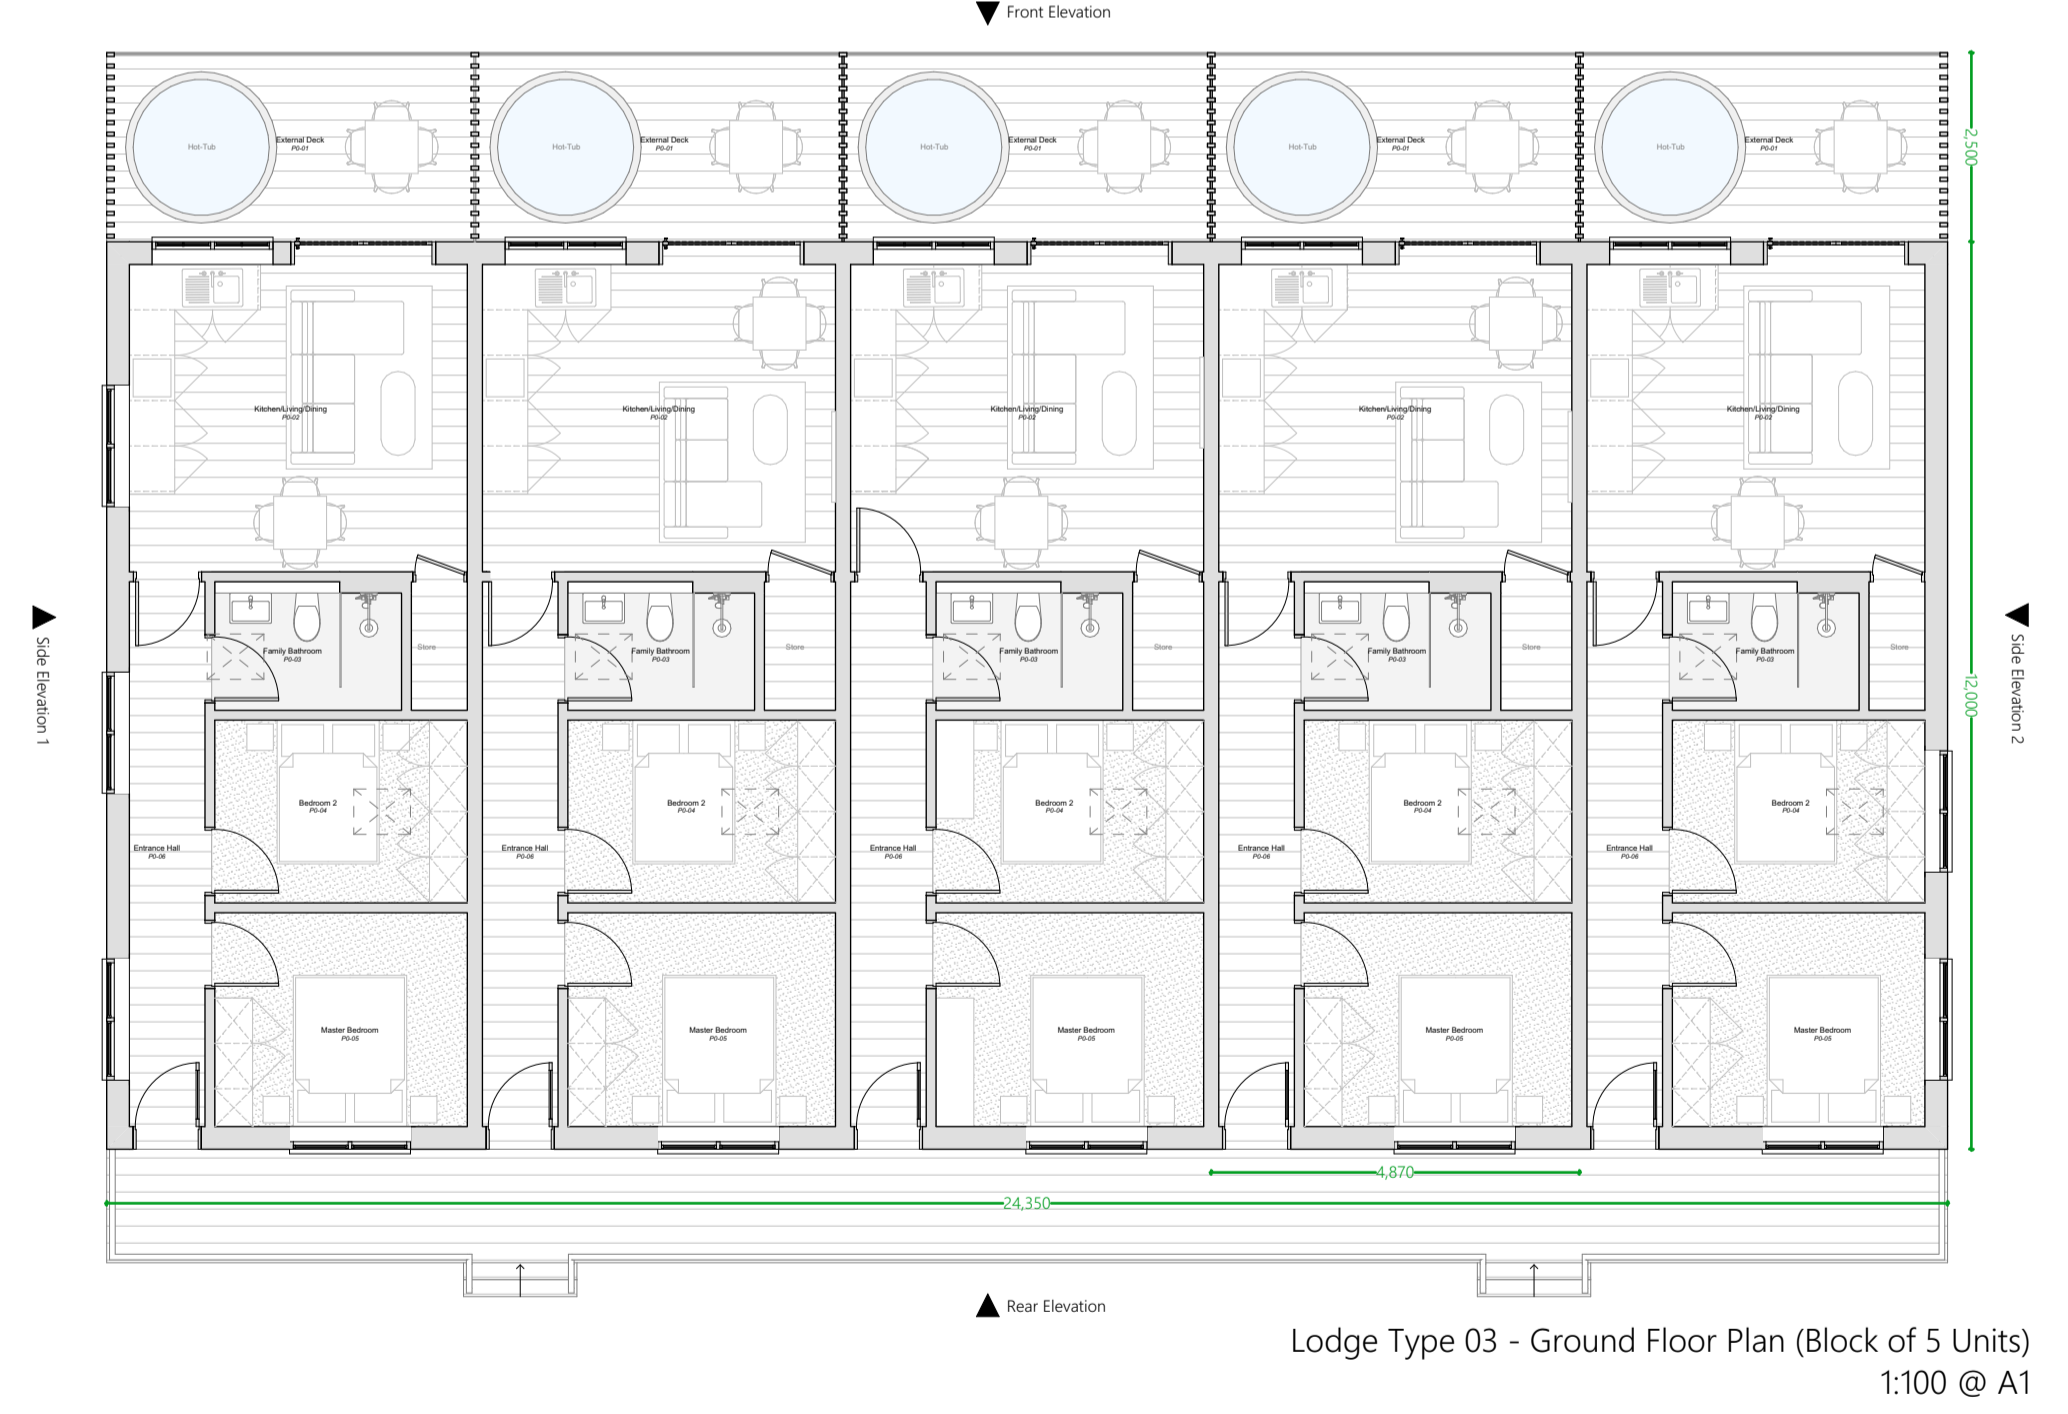 Front Elevation
Hot-Tub
External Deck
P0-01
Hot-Tub
External Deck
P0-01
Hot-Tub
External Deck
P0-01
Hot-Tub
External Deck
P0-01
Hot-Tub
External Deck
P0-01
2,500
Kitchen/Living/Dining
P0-02
Kitchen/Living/Dining
P0-02
Kitchen/Living/Dining
P0-02
Kitchen/Living/Dining
P0-02
Kitchen/Living/Dining
P0-02
Side Elevation 1
Family Bathroom
P0-03
Store
Family Bathroom
P0-03
Store
Family Bathroom
P0-03
Store
Family Bathroom
P0-03
Store
Family Bathroom
P0-03
Store
12,000
Side Elevation 2
Bedroom 2
P0-04
Bedroom 2
P0-04
Bedroom 2
P0-04
Bedroom 2
P0-04
Bedroom 2
P0-04
Entrance Hall
P0-06
Entrance Hall
P0-06
Entrance Hall
P0-06
Entrance Hall
P0-06
Entrance Hall
P0-06
Master Bedroom
P0-05
Master Bedroom
P0-05
Master Bedroom
P0-05
Master Bedroom
P0-05
Master Bedroom
P0-05
4,870
24,350
Rear Elevation
Lodge Type 03 - Ground Floor Plan (Block of 5 Units)
1:100 @ A1